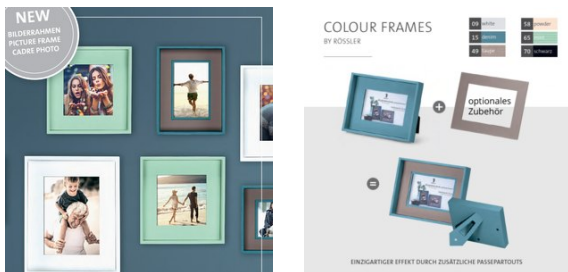 NEW
BILDERRAHMEN
PICTURE FRAME
CADRE PHOTO
COLOUR FRAMES
BY RÖSSLER
09 white
58 powder
15 denim
65
49 taupe
70 schwarz
optionales
Zubehör
EINZIGARTIGER EFFEKT DURCH ZUSÄTZLICHE PASSEPARTOUTS